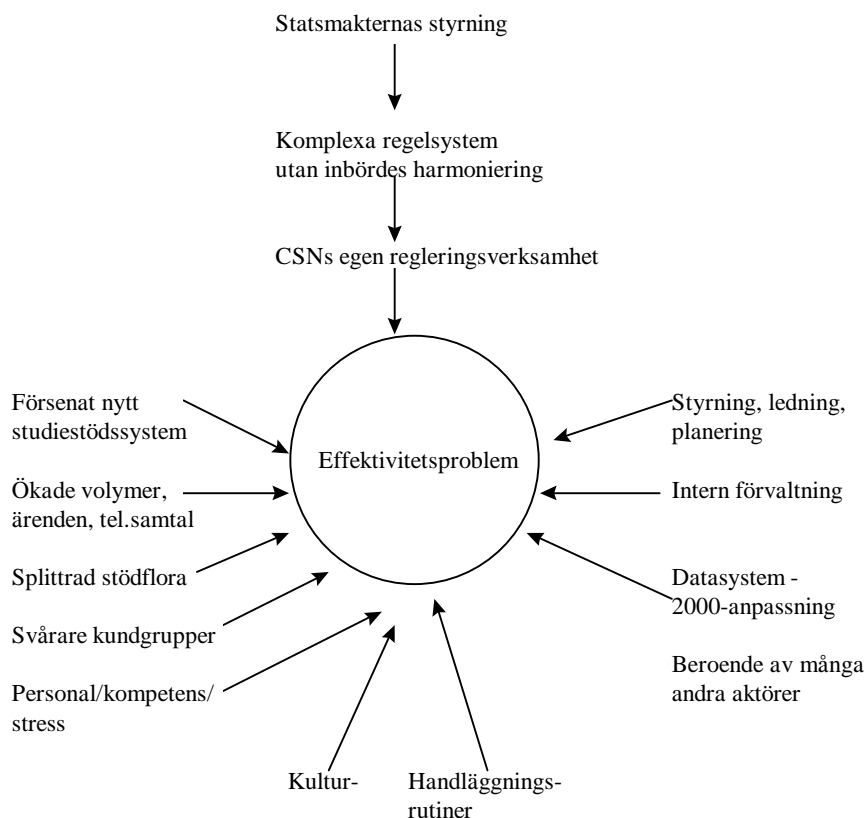 Statsmakternas styrning
Komplexa regelsystem
utan inbördes harmoniering
CSNs egen regleringsverksamhet
Försenat nytt
studiestödssystem
Ökade volymer,
ärenden, tel.samtal
Splittrad stödflora
Svårare kundgrupper
Personal/kompetens/
stress
Effektivitetsproblem
Styrning, ledning,
planering
Intern förvaltning
Datasystem -
2000-anpassning
Beroende av många
andra aktörer
Kultur-
Handläggnings-
rutiner